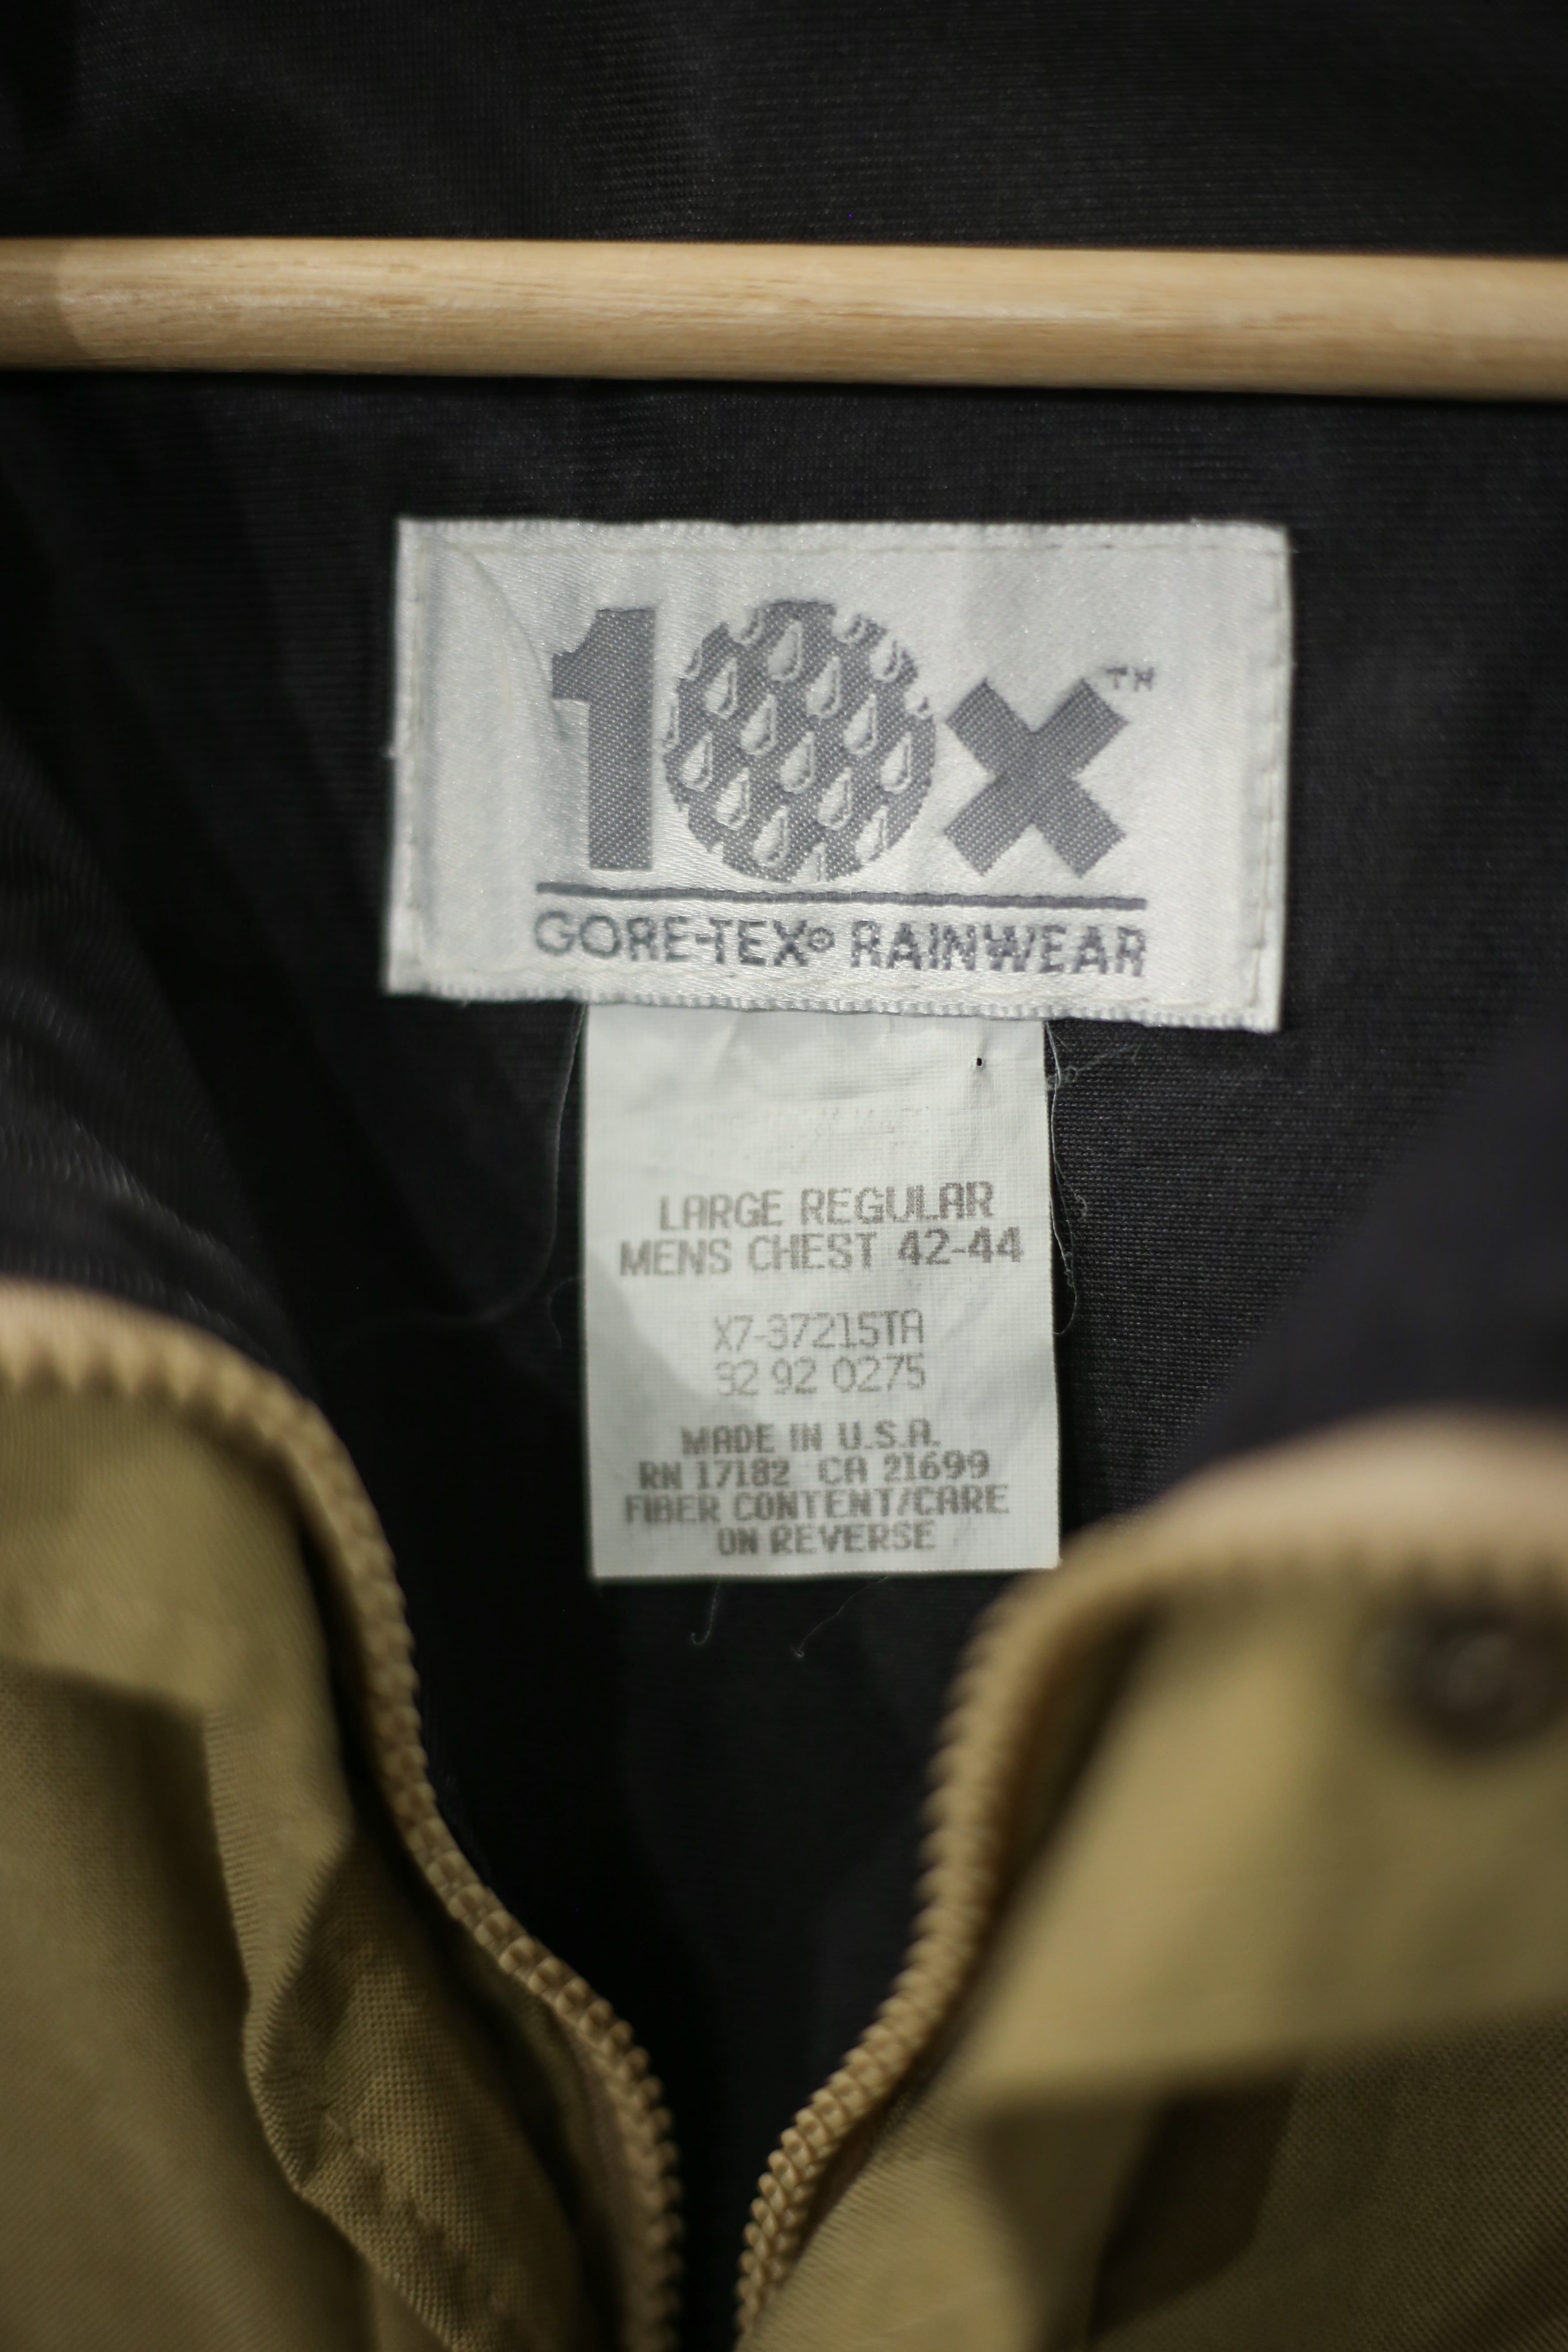 10X™
GORE-TEX® RAINWEAR
LARGE REGULAR
MENS CHEST 42-44
X7-37215TA
32 92 0275
MADE IN U.S.A.
RN 17182 CA 21699
FIBER CONTENT/CARE
ON REVERSE